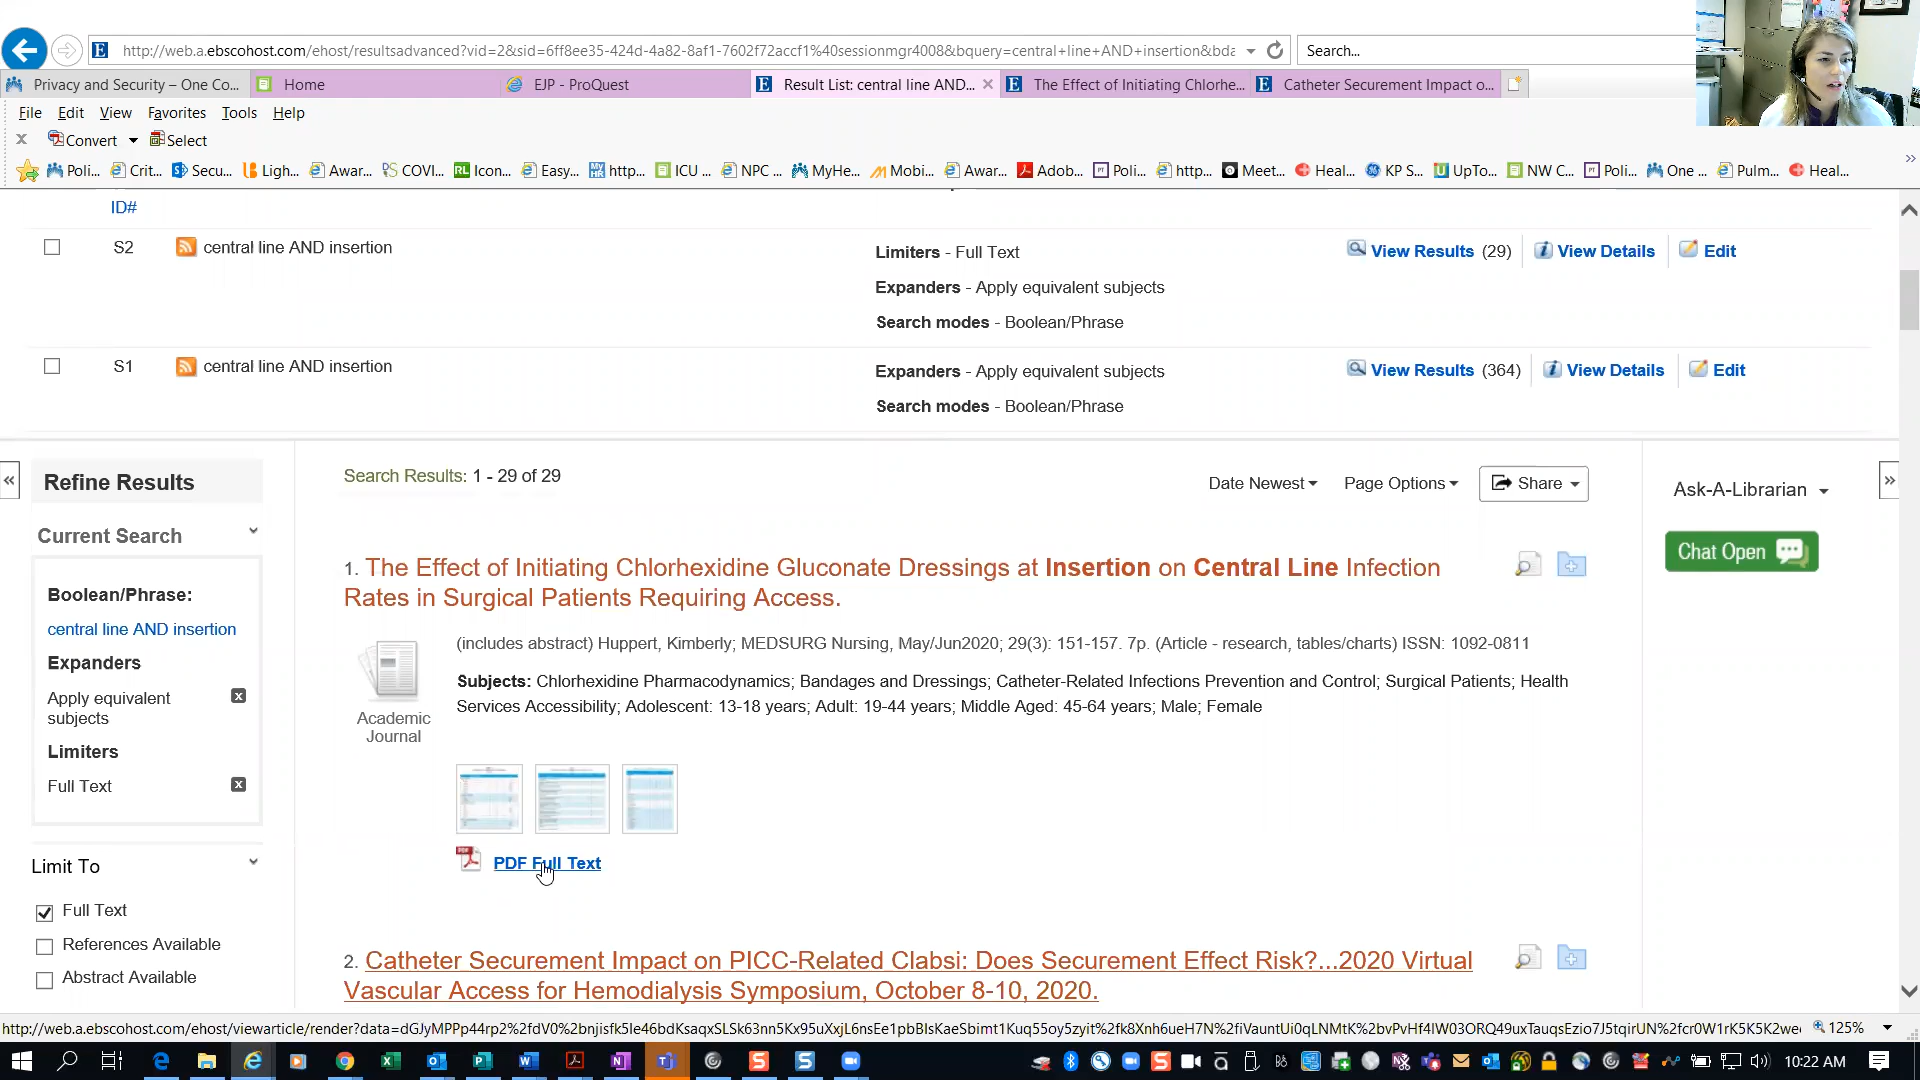 http://web.a.ebscohost.com/ehost/resultsadvanced?vid=2&sid=6ff8ee35-424d-4a82-8af1-7602f72accf1%40sessionmgr4008&bquery=central+line+AND+insertion&bda
Search...
Privacy and Security – One Co...
Home
EJP - ProQuest
Result List: central line AND...
The Effect of Initiating Chlorhe...
Catheter Securement Impact o...
File Edit View Favorites Tools Help
Convert Select
Poli... Crit... Secu... Ligh... Awar... COVI... Icon... Easy... http... ICU ... NPC ... MyHe... Mobi... Awar... Adob... Poli... http... Meet... Heal... KP S... UpTo... NW C... Poli... One ... Pulm... Heal...
ID#
S2 central line AND insertion Limiters - Full Text View Results (29) View Details Edit
Expanders - Apply equivalent subjects
Search modes - Boolean/Phrase
S1 central line AND insertion Expanders - Apply equivalent subjects View Results (364) View Details Edit
Search modes - Boolean/Phrase
Refine Results
Current Search
Boolean/Phrase:
central line AND insertion
Expanders
Apply equivalent
subjects
Limiters
Full Text
Limit To
Full Text
References Available
Abstract Available
Search Results: 1 - 29 of 29
Date Newest Page Options Share
1. The Effect of Initiating Chlorhexidine Gluconate Dressings at Insertion on Central Line Infection
Rates in Surgical Patients Requiring Access.
(includes abstract) Huppert, Kimberly; MEDSURG Nursing, May/Jun2020; 29(3): 151-157. 7p. (Article - research, tables/charts) ISSN: 1092-0811
Subjects: Chlorhexidine Pharmacodynamics; Bandages and Dressings; Catheter-Related Infections Prevention and Control; Surgical Patients; Health
Services Accessibility; Adolescent: 13-18 years; Adult: 19-44 years; Middle Aged: 45-64 years; Male; Female
Academic
Journal
PDF Full Text
2. Catheter Securement Impact on PICC-Related Clabsi: Does Securement Effect Risk?...2020 Virtual
Vascular Access for Hemodialysis Symposium, October 8-10, 2020.
Ask-A-Librarian
Chat Open
125%
10:22 AM